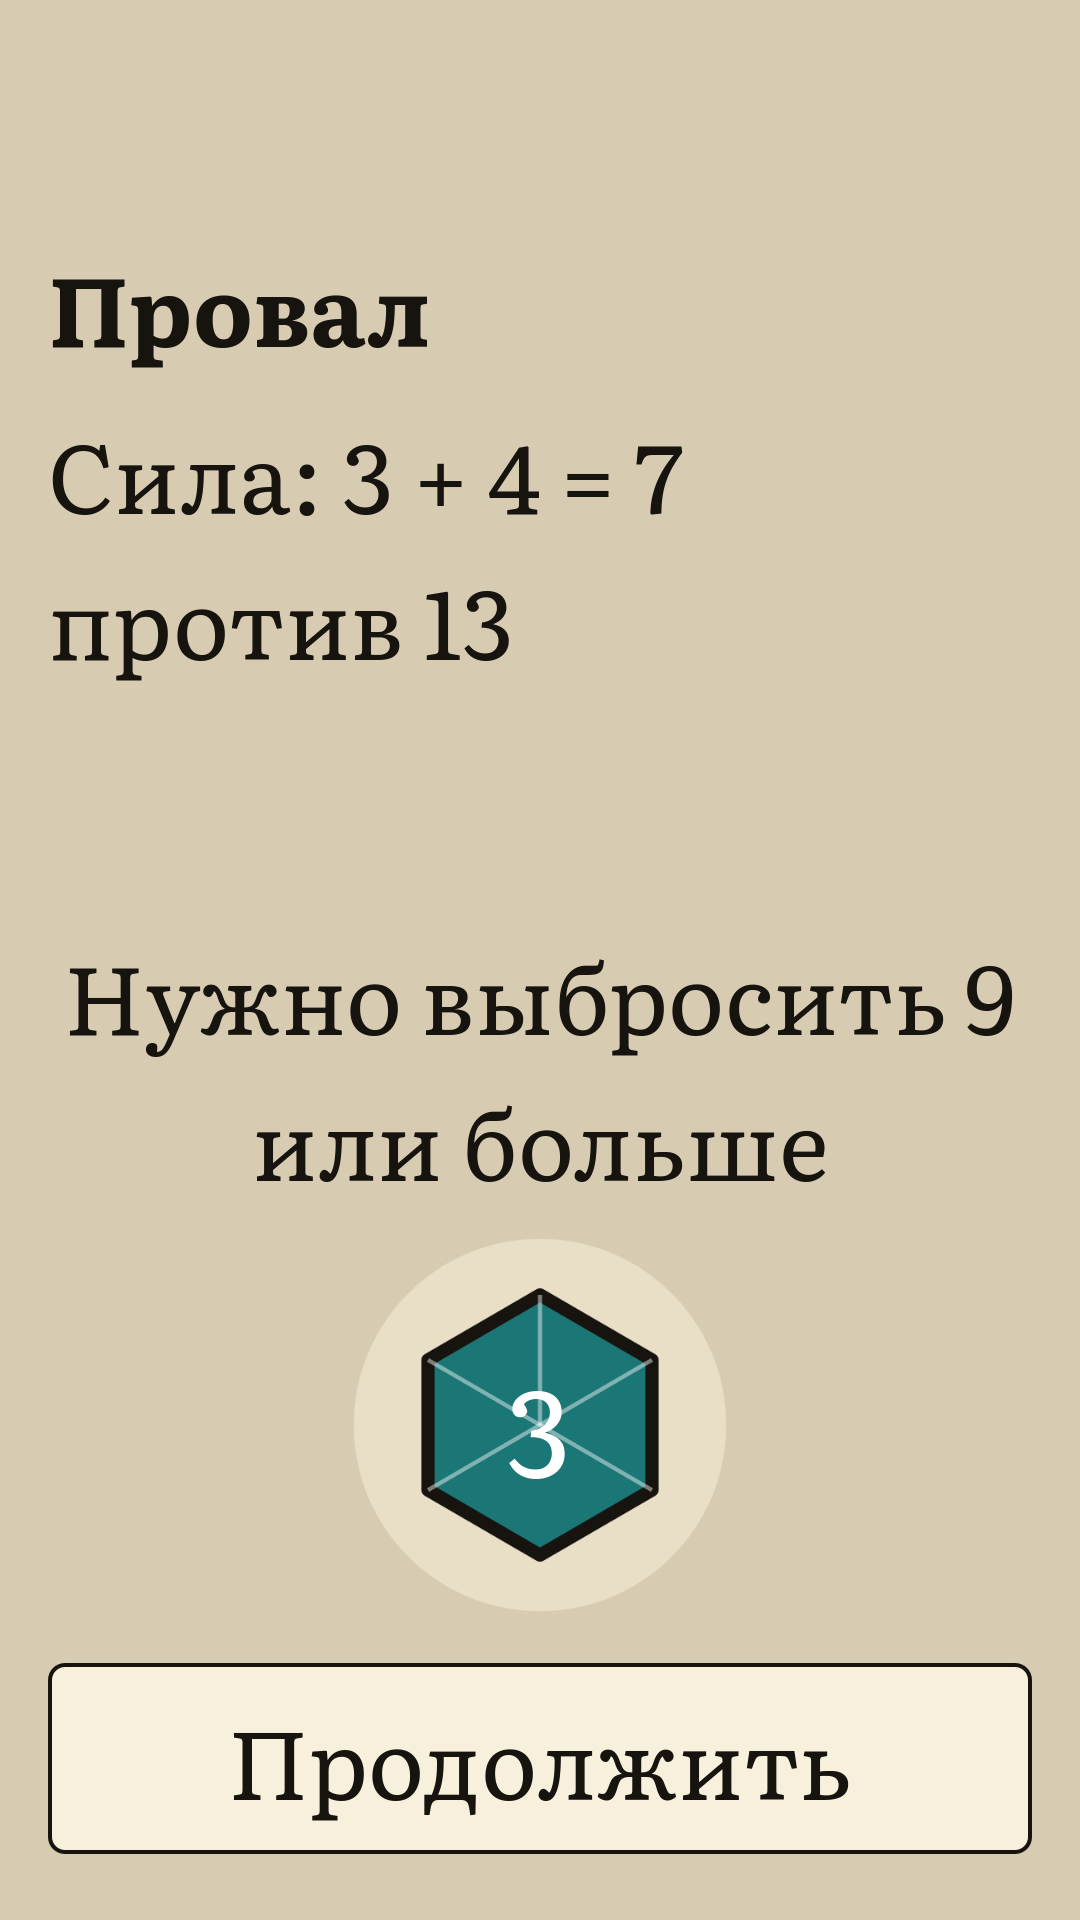 Провал
Сила: 3 + 4 = 7
против 13
Нужно выбросить 9
или больше
3
Продолжить